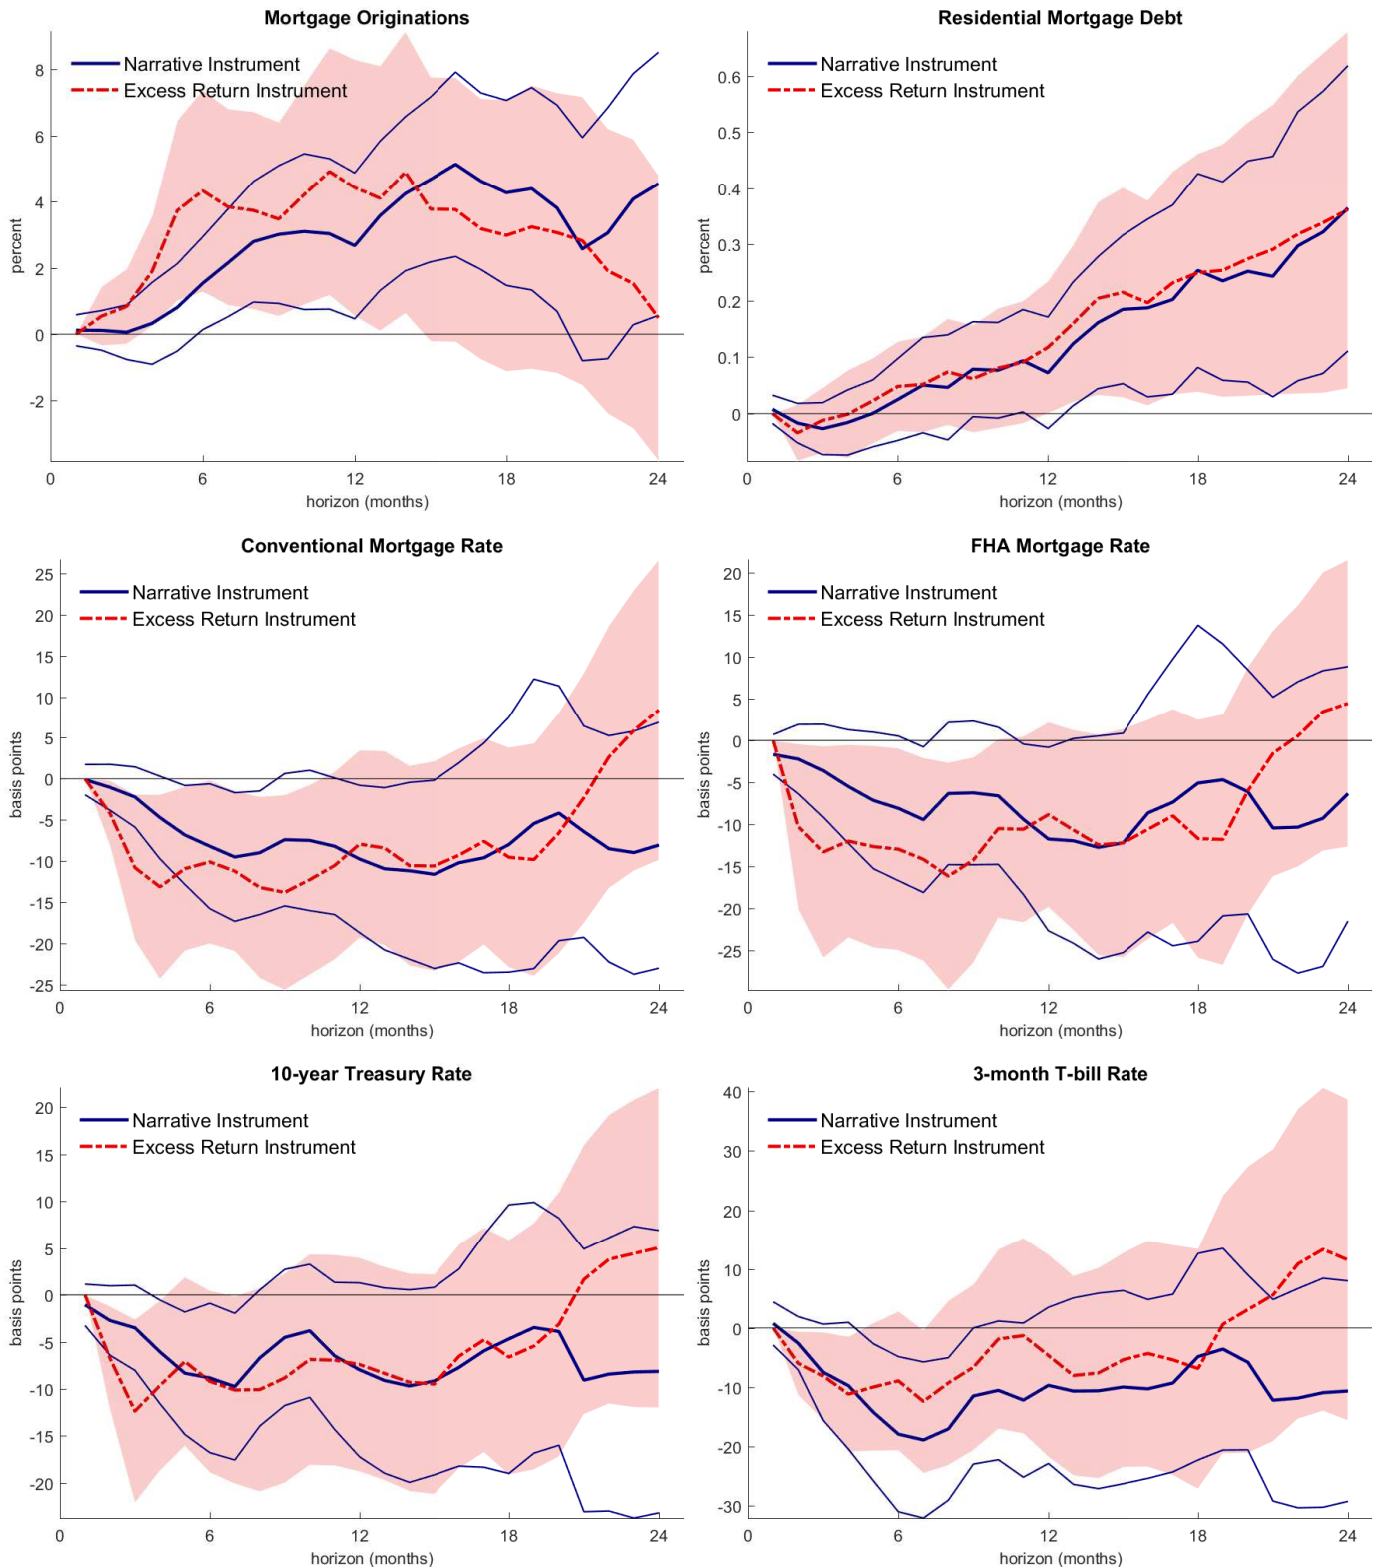 Mortgage Originations
Narrative Instrument
Excess Return Instrument
percent
8
6
4
2
0
-2
0 6 12 18 24
horizon (months)
Residential Mortgage Debt
Narrative Instrument
Excess Return Instrument
percent
0.6
0.5
0.4
0.3
0.2
0.1
0
0 6 12 18 24
horizon (months)
Conventional Mortgage Rate
Narrative Instrument
Excess Return Instrument
basis points
25
20
15
10
5
0
-5
-10
-15
-20
-25
0 6 12 18 24
horizon (months)
FHA Mortgage Rate
Narrative Instrument
Excess Return Instrument
basis points
20
15
10
5
0
-5
-10
-15
-20
-25
0 6 12 18 24
horizon (months)
10-year Treasury Rate
Narrative Instrument
Excess Return Instrument
basis points
20
15
10
5
0
-5
-10
-15
-20
0 6 12 18 24
horizon (months)
3-month T-bill Rate
Narrative Instrument
Excess Return Instrument
basis points
40
30
20
10
0
-10
-20
-30
0 6 12 18 24
horizon (months)